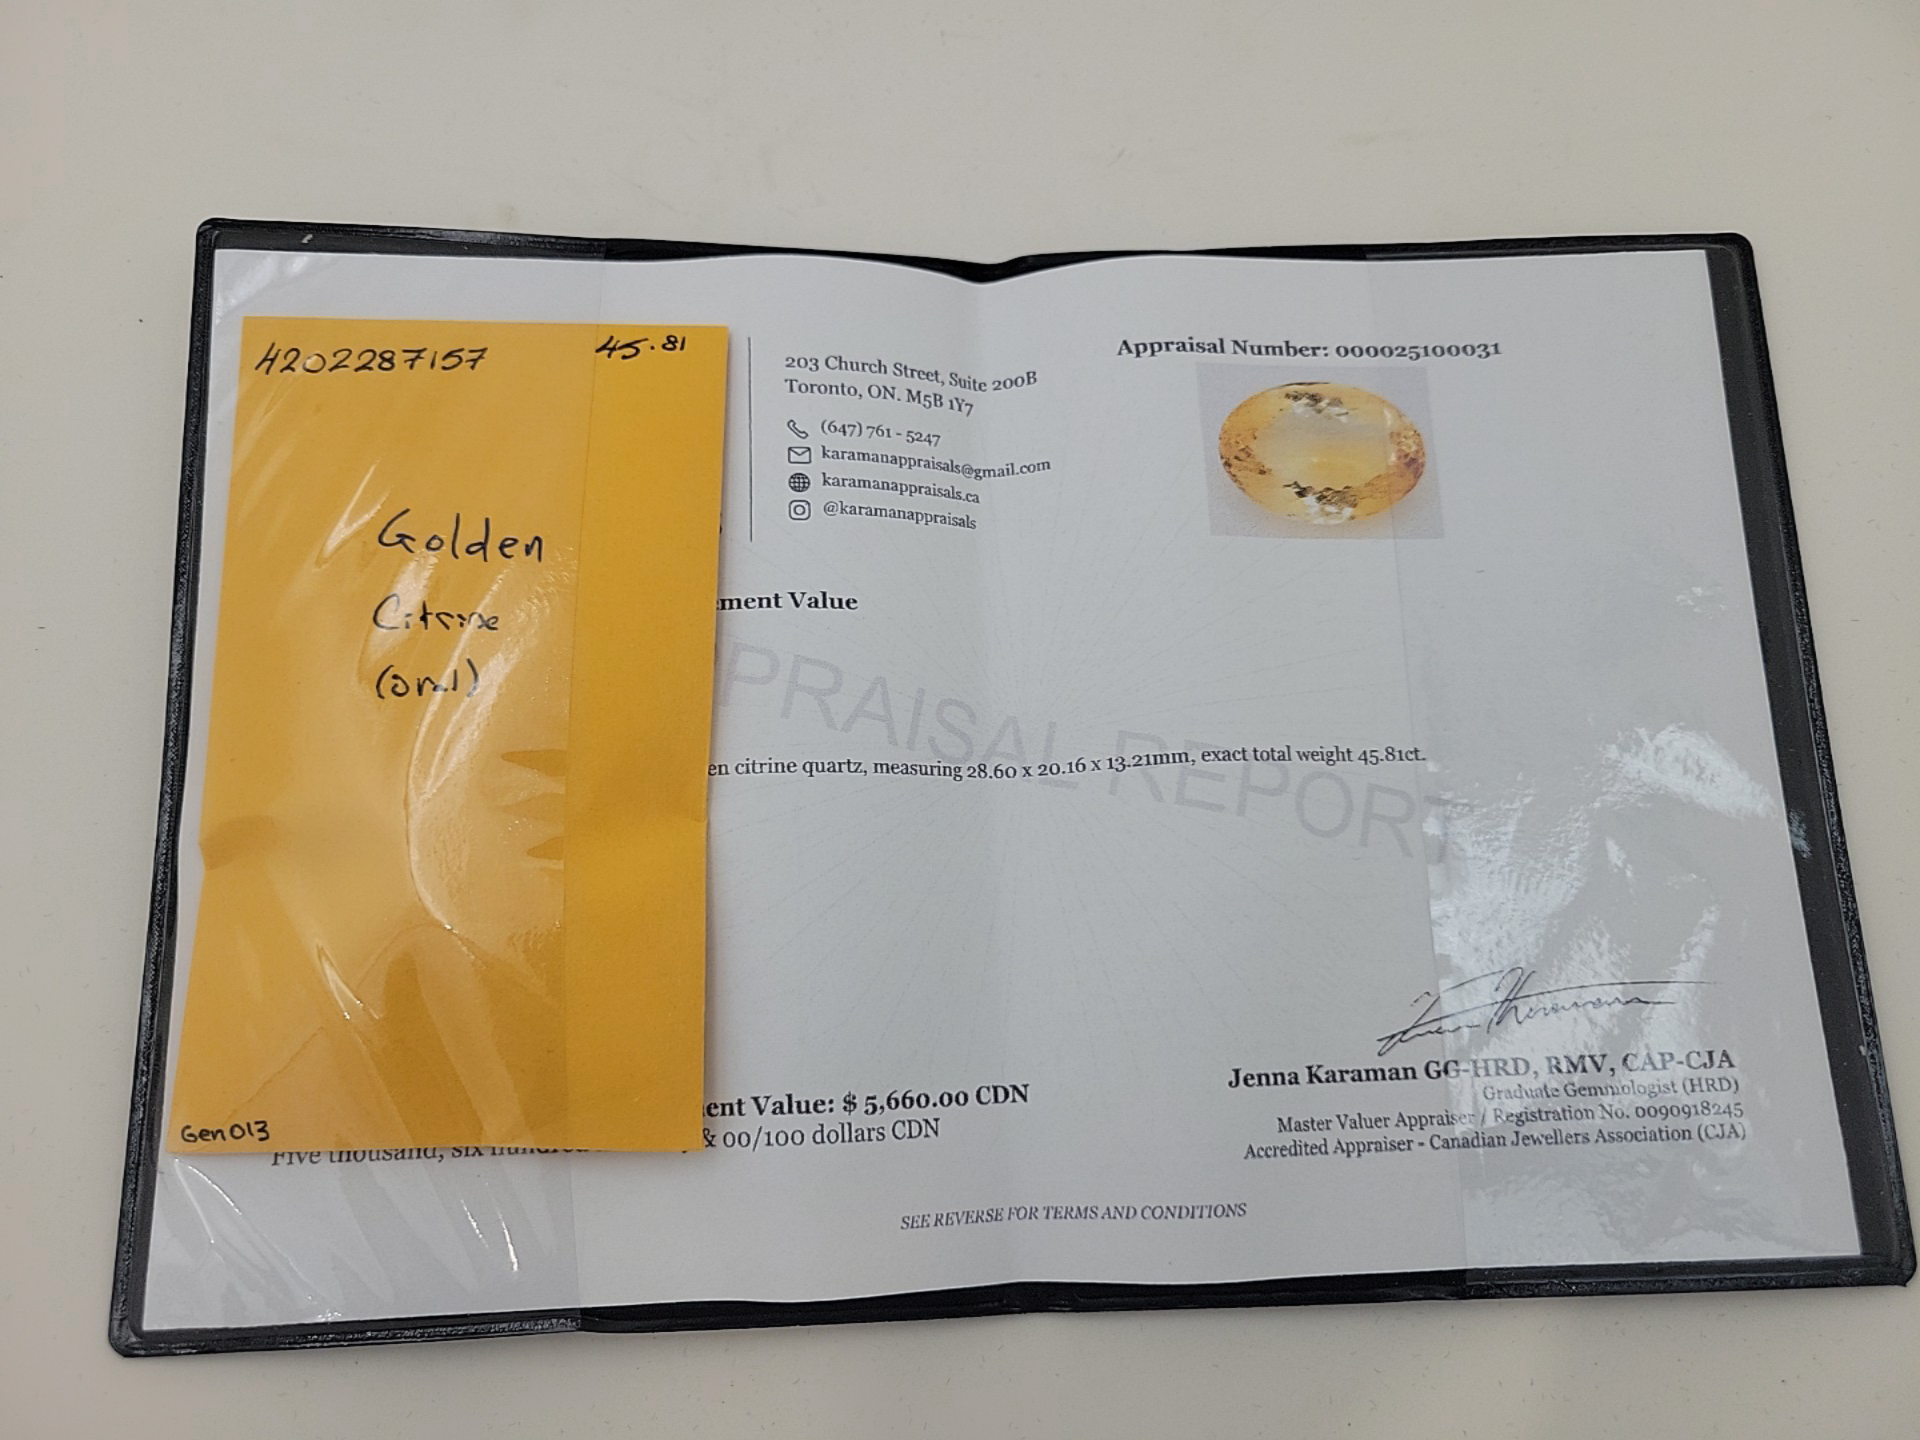 4202287157 45.81
Golden
Citrine
(oval)
Gen013
203 Church Street, Suite 200B
Toronto, ON. M5B 1Y7
(647) 761 - 5247
karamanappraisals@gmail.com
karamanappraisals.ca
@karamanappraisals
Appraisal Number: 000025100031
ement Value
PRAISAL REPORT
en citrine quartz, measuring 28.60 x 20.16 x 13.21mm, exact total weight 45.81ct.
ent Value: $ 5,660.00 CDN
Five thousand, six hundred & 00/100 dollars CDN
Jenna Karaman GG-HRD, RMV, CAP-CJA
Graduate Gemmologist (HRD)
Master Valuer Appraiser / Registration No. 0090918245
Accredited Appraiser - Canadian Jewellers Association (CJA)
SEE REVERSE FOR TERMS AND CONDITIONS